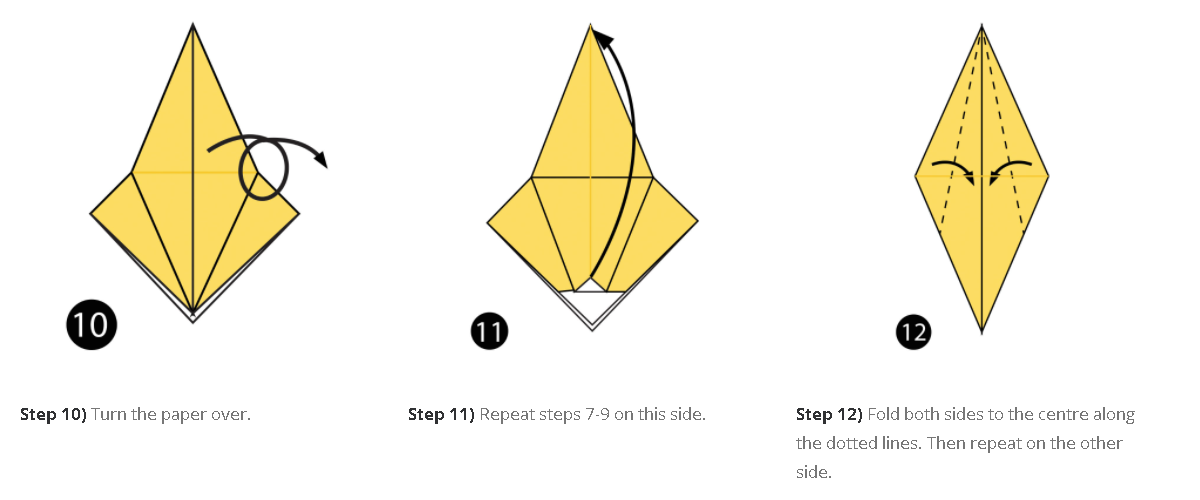 10
11
12
Step 10) Turn the paper over.
Step 11) Repeat steps 7-9 on this side.
Step 12) Fold both sides to the centre along
the dotted lines. Then repeat on the other
side.